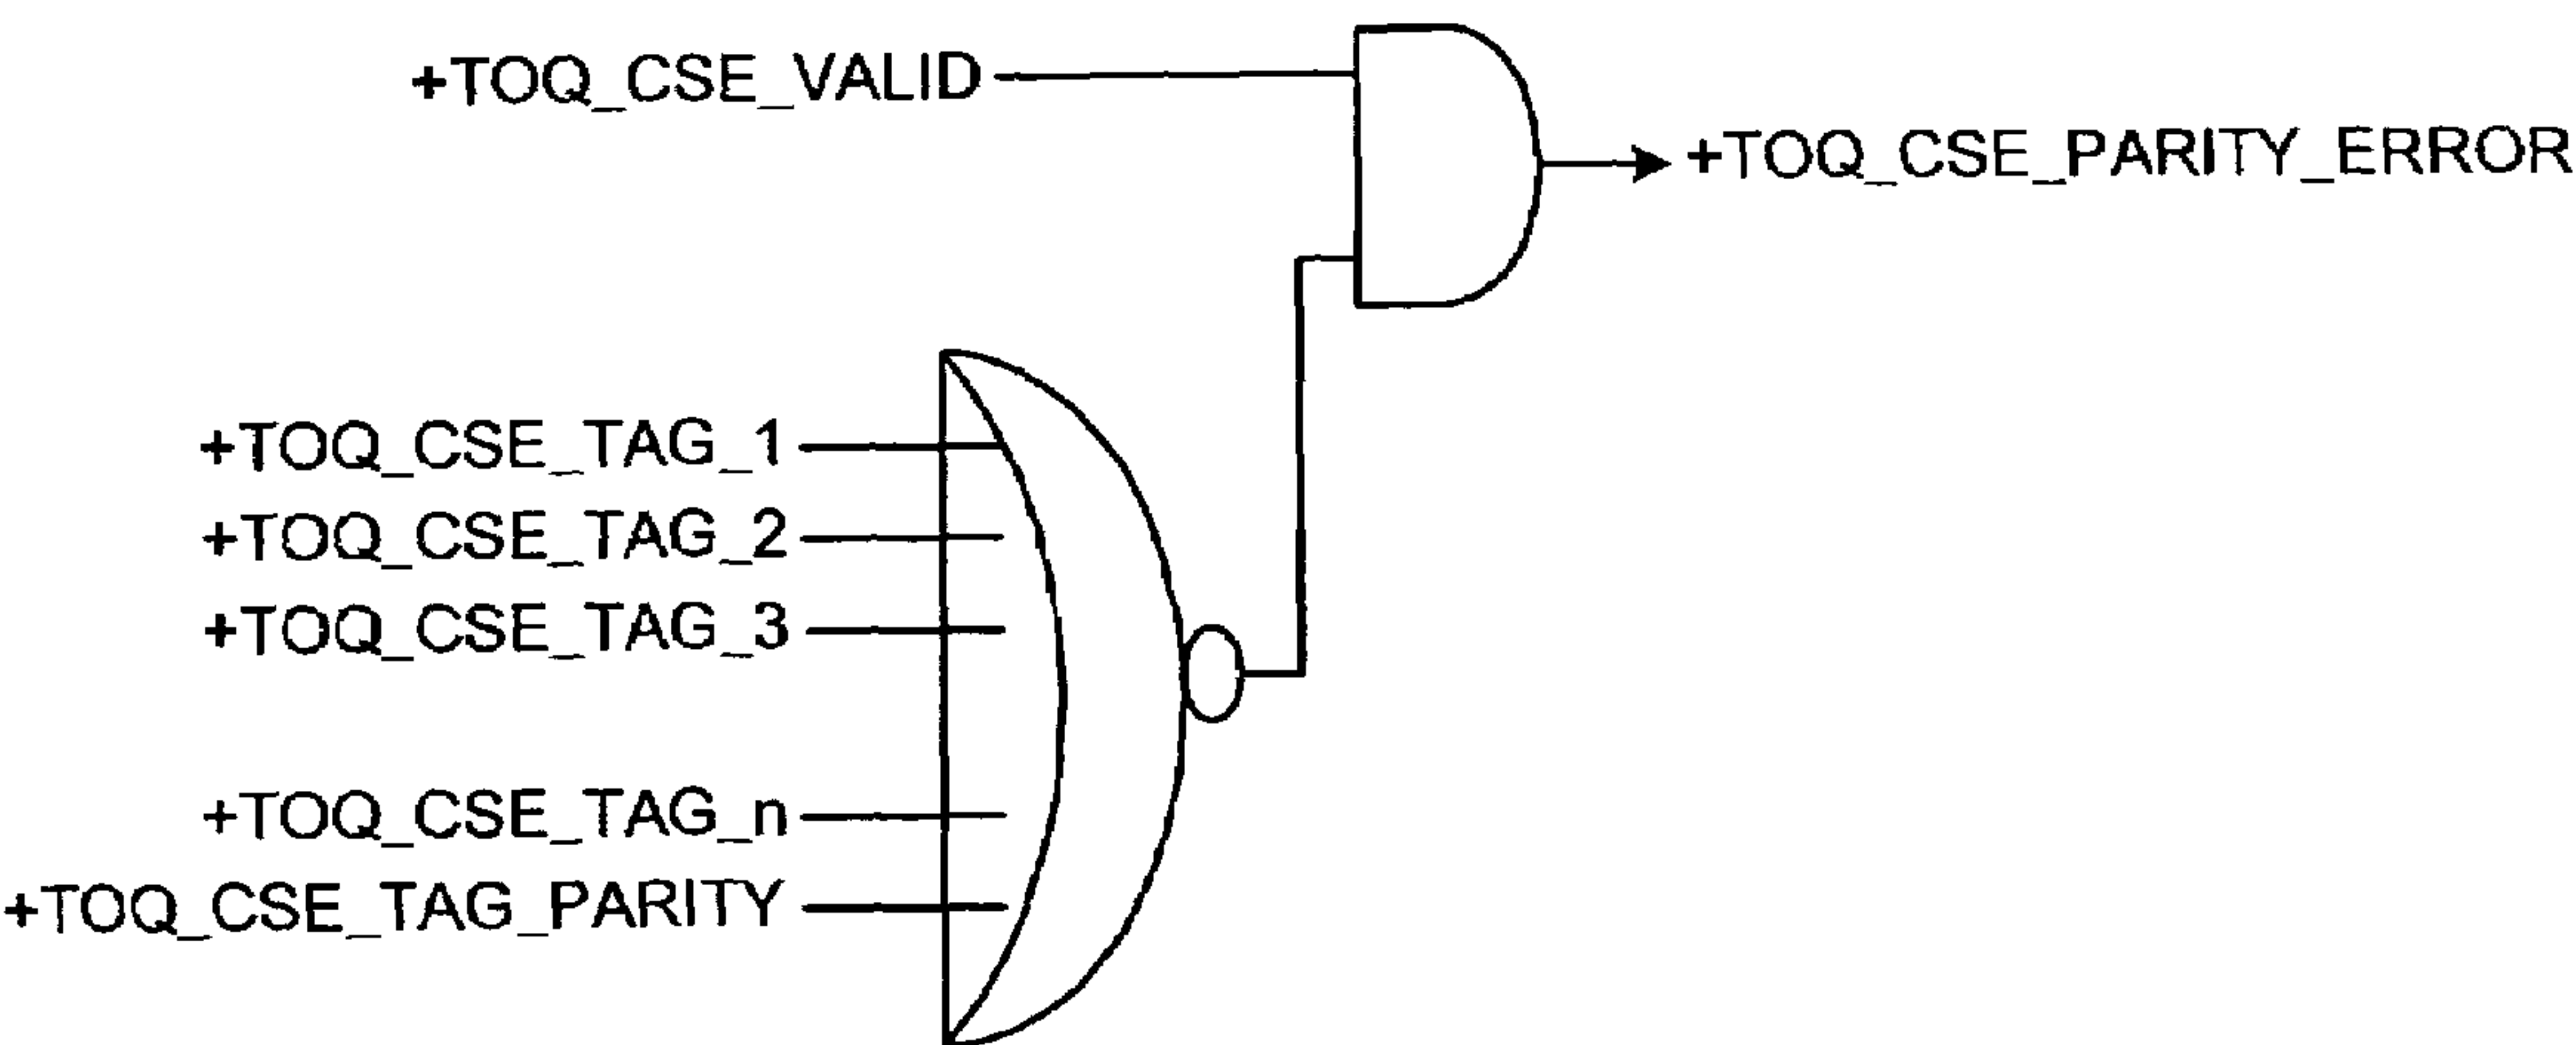 +TOQ_CSE_VALID
+TOQ_CSE_PARITY_ERROR
+TOQ_CSE_TAG_1
+TOQ_CSE_TAG_2
+TOQ_CSE_TAG_3
+TOQ_CSE_TAG_n
+TOQ_CSE_TAG_PARITY